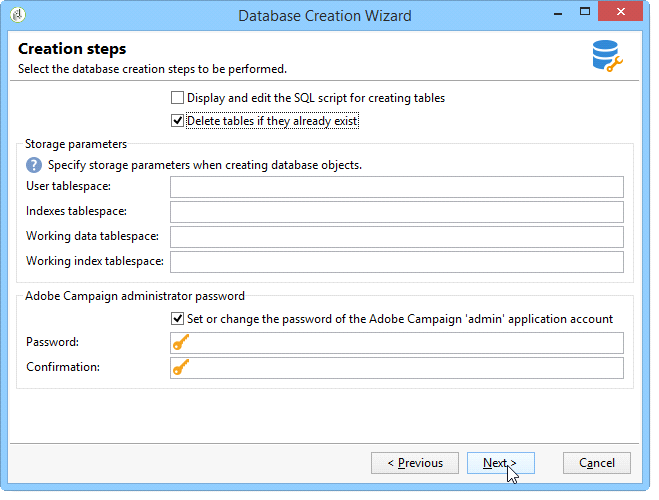 Database Creation Wizard
Creation steps
Select the database creation steps to be performed.
Display and edit the SQL script for creating tables
Delete tables if they already exist
Storage parameters
? Specify storage parameters when creating database objects.
User tablespace:
Indexes tablespace:
Working data tablespace:
Working index tablespace:
Adobe Campaign administrator password
Set or change the password of the Adobe Campaign 'admin' application account
Password:
Confirmation:
< Previous Next > Cancel